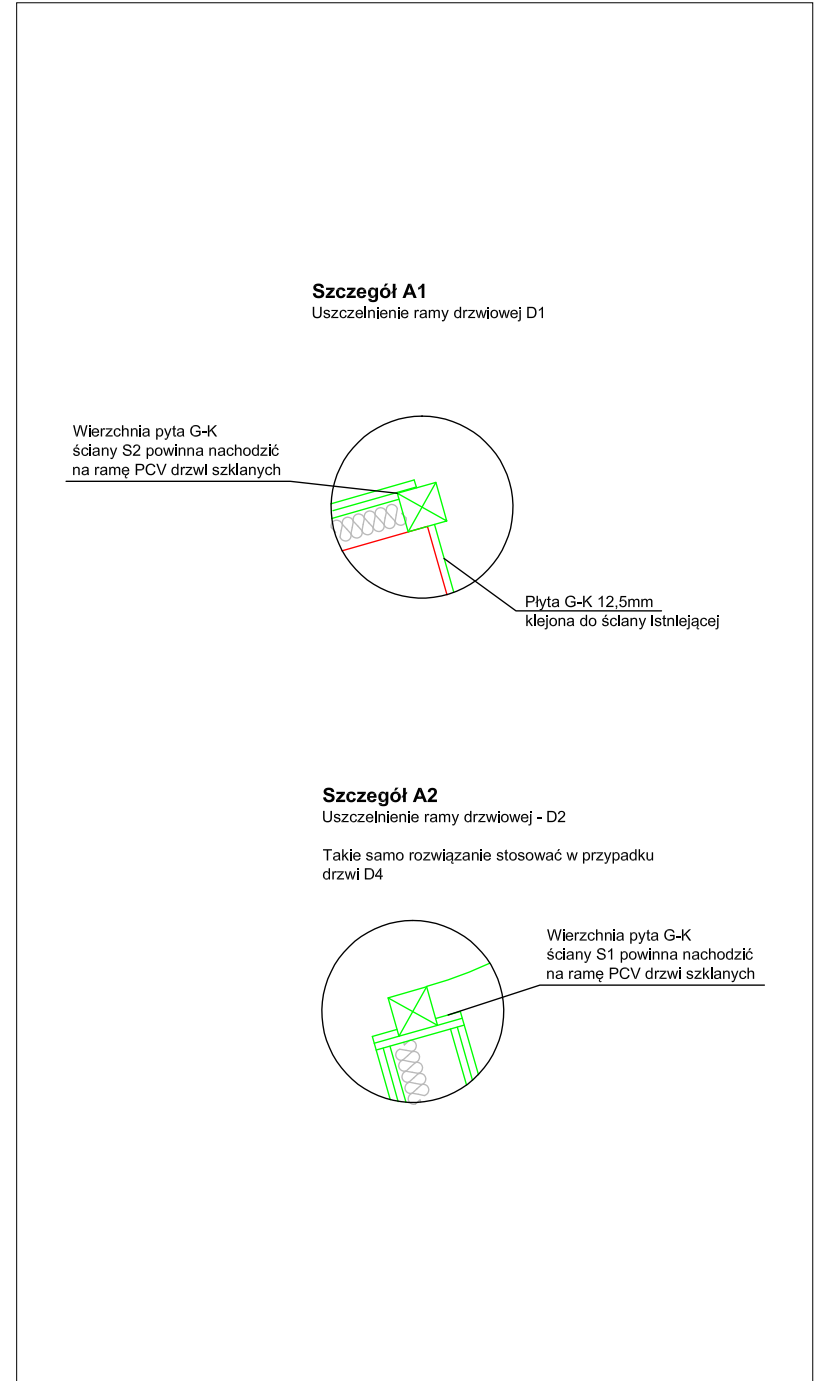 Szczegół A1
Uszczelnienie ramy drzwiowej D1
Wierzchnia pyta G-K
ściany S2 powinna nachodzić
na ramę PCV drzwi szklanych
Płyta G-K 12,5mm
klejona do ściany istniejącej
Szczegół A2
Uszczelnienie ramy drzwiowej - D2
Takie samo rozwiązanie stosować w przypadku
drzwi D4
Wierzchnia pyta G-K
ściany S1 powinna nachodzić
na ramę PCV drzwi szklanych